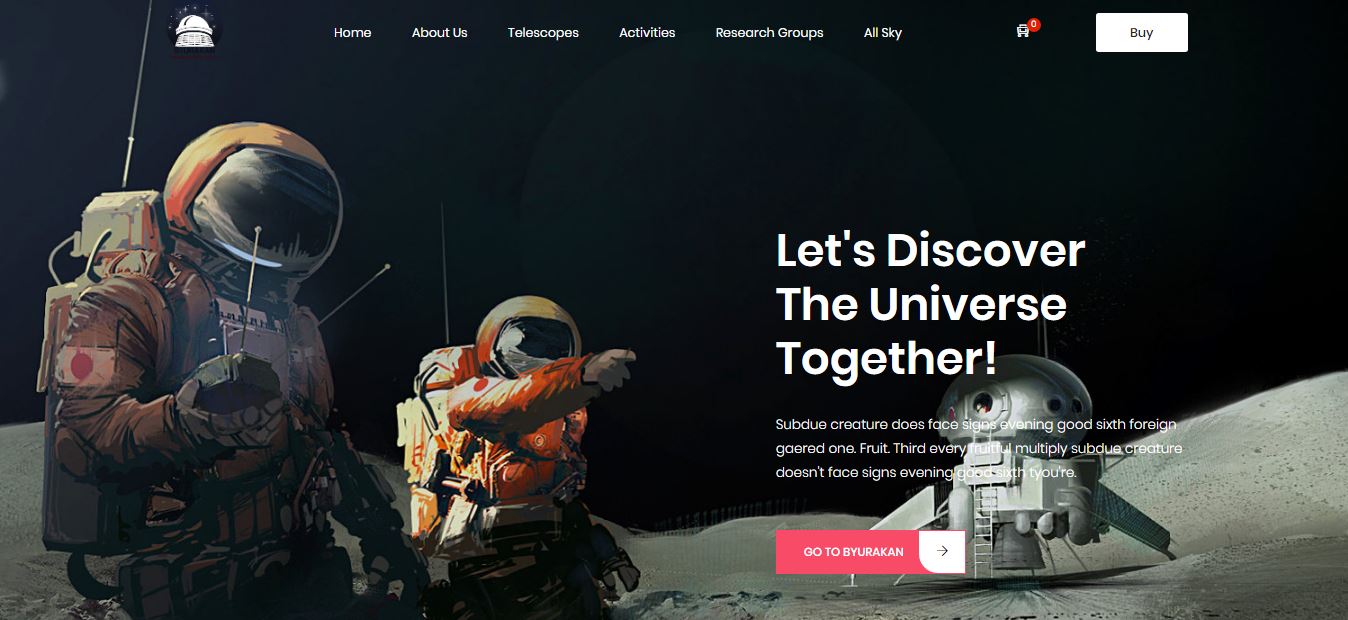 Home
About Us
Telescopes
Activities
Research Groups
All Sky
0
Buy
Let's Discover
The Universe
Together!
Subdue creature does face signs evening good sixth foreign
gaered one. Fruit. Third every fruitful multiply subdue creature
doesn't face signs evening good sixth tyou're.
GO TO BYURAKAN